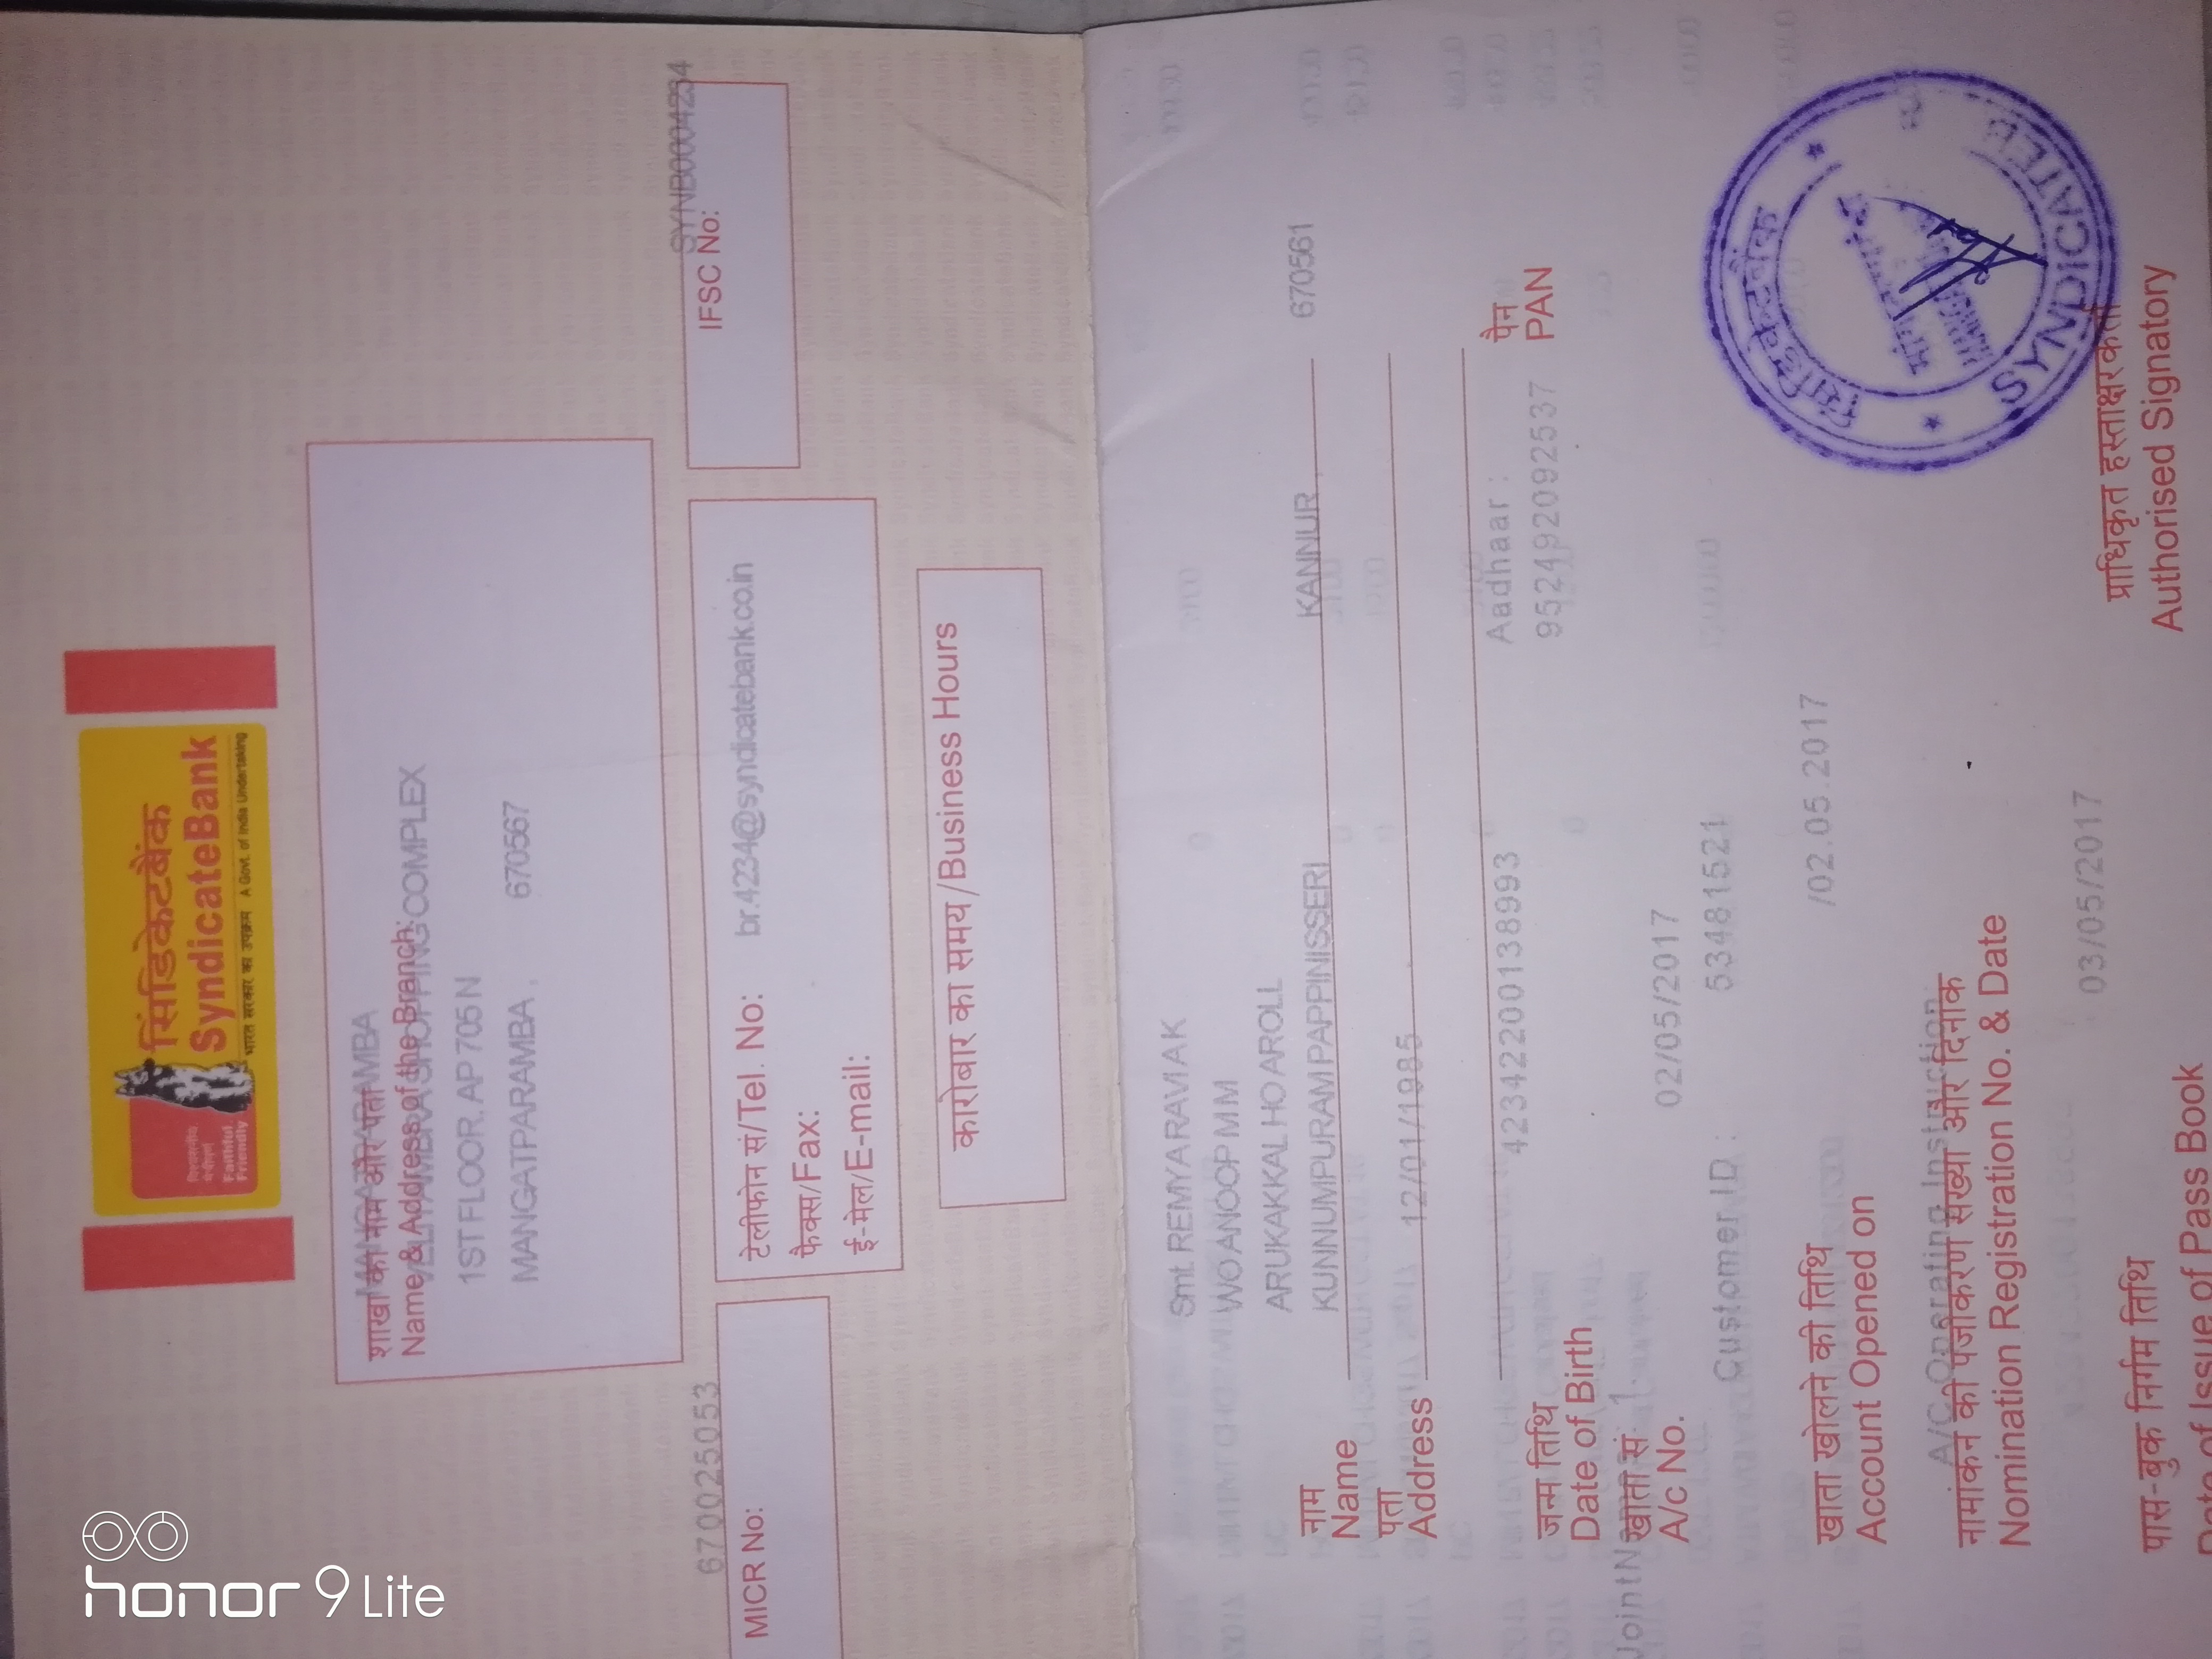 honor 9 Lite
सिंडिकेटबैंक
SyndicateBank
विश्वसनीय
मैत्रीपूर्ण
Faithful.
Friendly
भारत सरकार का उपक्रम A Govt. of India Undertaking
MANGATPARAMBA
शाखा का नाम और पता
Name & Address of the Branch:
VELIYAMBRA SHOPPING COMPLEX
1ST FLOOR, AP 705 N
MANGATPARAMBA , 670567
670025053
MICR No:
टेलीफोन सं/Tel. No: br.4234@syndicatebank.co.in
फैक्स/Fax:
ई-मेल/E-mail:
SYNB0004234
IFSC No:
कारोबार का समय/Business Hours
Smt. REMYA RAVI A K
WO ANOOP M M
ARUKAKKAL HO AROLL
KUNNUMPURAM PAPPINISSERI KANNUR , 670561
नाम
Name
पता
Address 12/01/1985
42342200138993 Aadhaar :
952492092537
पैन
PAN
जन्म तिथि
Date of Birth
JointNames : 1.
खाता सं
A/c No. 02/05/2017
Customer ID : 53481521
खाता खोलने की तिथि /02.05.2017
Account Opened on
A/C Operating Instruction
नामांकन की पंजीकरण संख्या और दिनांक
Nomination Registration No. & Date
03/05/2017
पास-बुक निर्गम तिथि
Date of Issue of Pass Book
सिंडिकेटबैंक
प्राधिकृत हस्ताक्षरकर्ता
Authorised Signatory